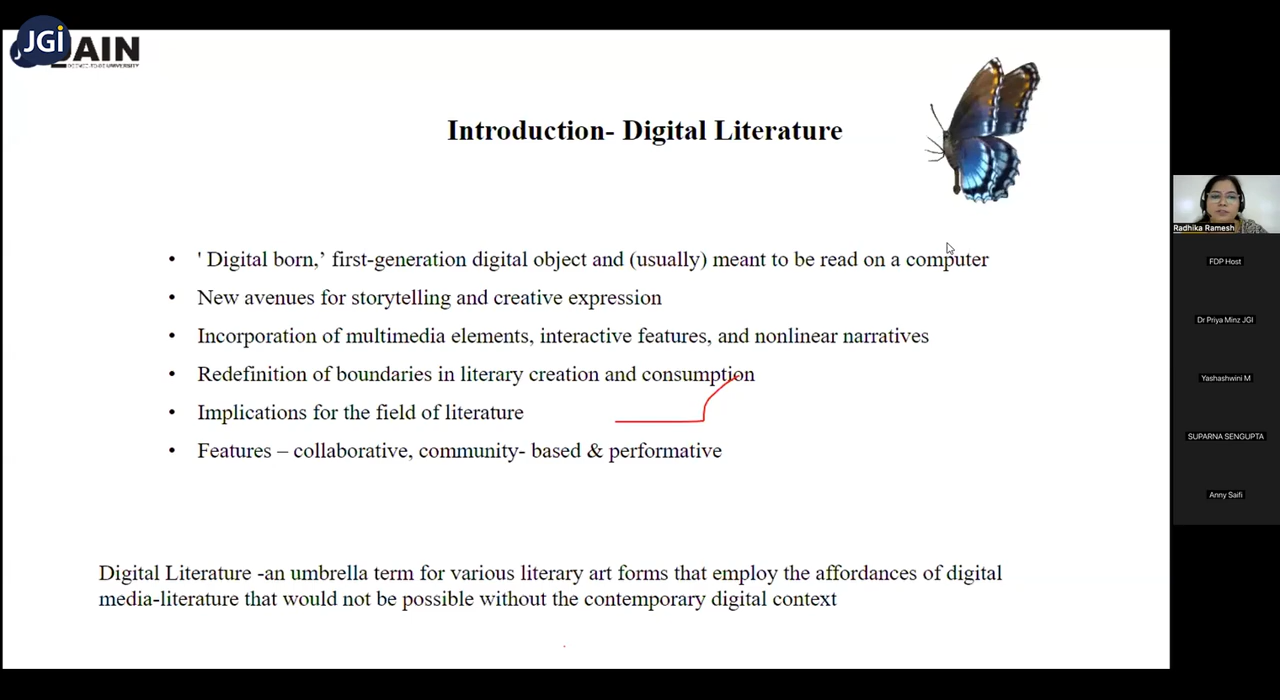 JGi
JAIN
Introduction- Digital Literature
• ' Digital born,’ first-generation digital object and (usually) meant to be read on a computer
• New avenues for storytelling and creative expression
• Incorporation of multimedia elements, interactive features, and nonlinear narratives
• Redefinition of boundaries in literary creation and consumption
• Implications for the field of literature
• Features – collaborative, community- based & performative
Digital Literature -an umbrella term for various literary art forms that employ the affordances of digital
media-literature that would not be possible without the contemporary digital context
Radhika Ramesh
FDP Host
Dr Priya Minz JGI
Yashashwini M
SUPARNA SENGUPTA
Anny Saifi